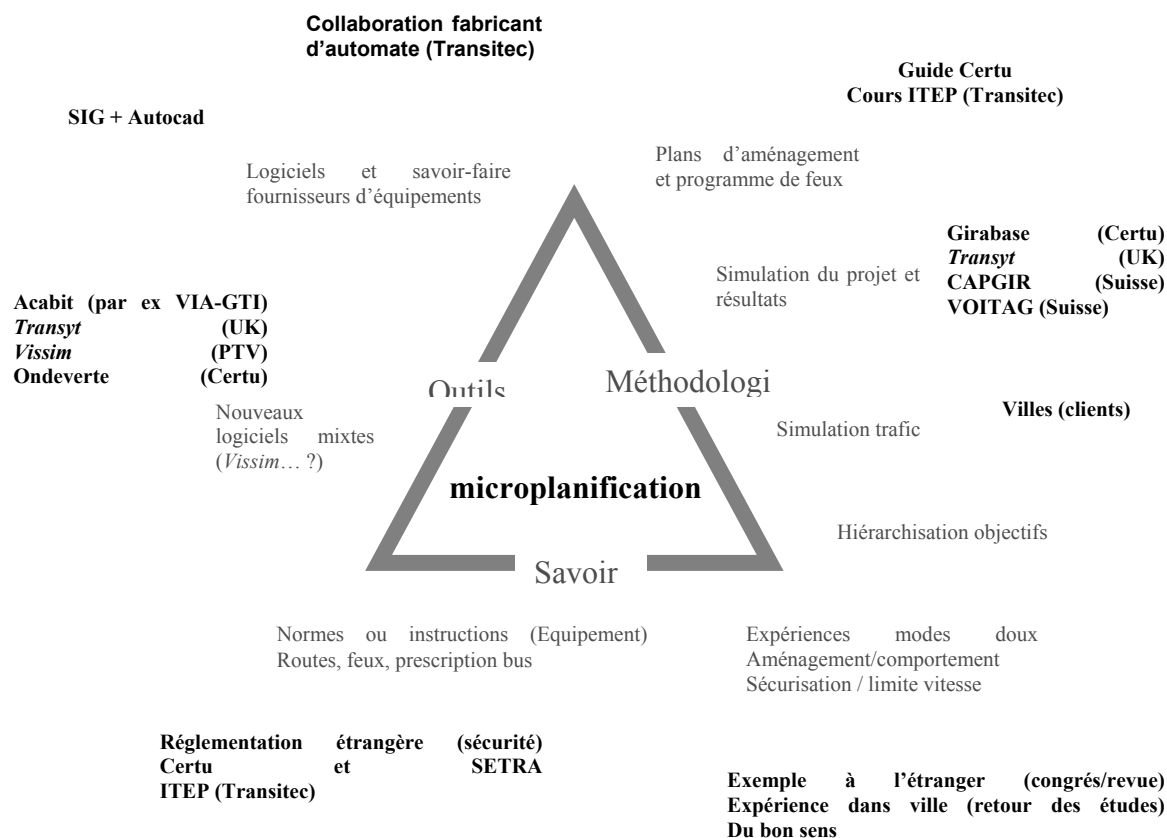 Collaboration fabricant
d’automate (Transitec)
Guide Certu
Cours ITEP (Transitec)
SIG + Autocad
Logiciels et savoir-faire
fournisseurs d’équipements
Plans d’aménagement
et programme de feux
Girabase (Certu)
Transyt (UK)
CAPGIR (Suisse)
VOITAG (Suisse)
Simulation du projet et
résultats
Acabit (par ex VIA-GTI)
Transyt (UK)
Vissim (PTV)
Ondeverte (Certu)
Outils
Méthodologi
Nouveaux
logiciels mixtes
(Vissim… ?)
Villes (clients)
Simulation trafic
microplanification
Hiérarchisation objectifs
Savoir
Normes ou instructions (Equipement)
Routes, feux, prescription bus
Expériences modes doux
Aménagement/comportement
Sécurisation / limite vitesse
Réglementation étrangère (sécurité)
Certu et SETRA
ITEP (Transitec)
Exemple à l’étranger (congrés/revue)
Expérience dans ville (retour des études)
Du bon sens